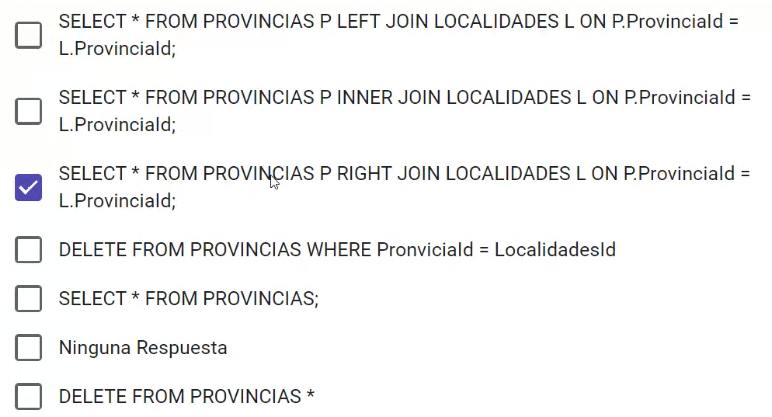 SELECT * FROM PROVINCIAS P LEFT JOIN LOCALIDADES L ON P.ProvinciaId =
L.ProvinciaId;
SELECT * FROM PROVINCIAS P INNER JOIN LOCALIDADES L ON P.ProvinciaId =
L.ProvinciaId;
SELECT * FROM PROVINCIAS P RIGHT JOIN LOCALIDADES L ON P.ProvinciaId =
L.ProvinciaId;
DELETE FROM PROVINCIAS WHERE PronviciaId = LocalidadesId
SELECT * FROM PROVINCIAS;
Ninguna Respuesta
DELETE FROM PROVINCIAS *